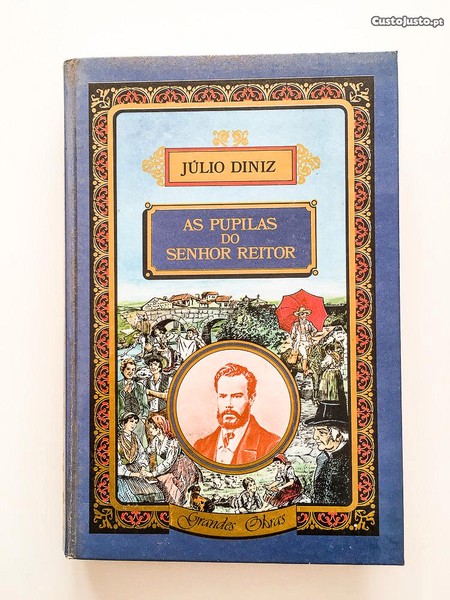 CustoJusto.pt
JÚLIO DINIZ
AS PUPILAS
DO
SENHOR REITOR
Grandes Obras